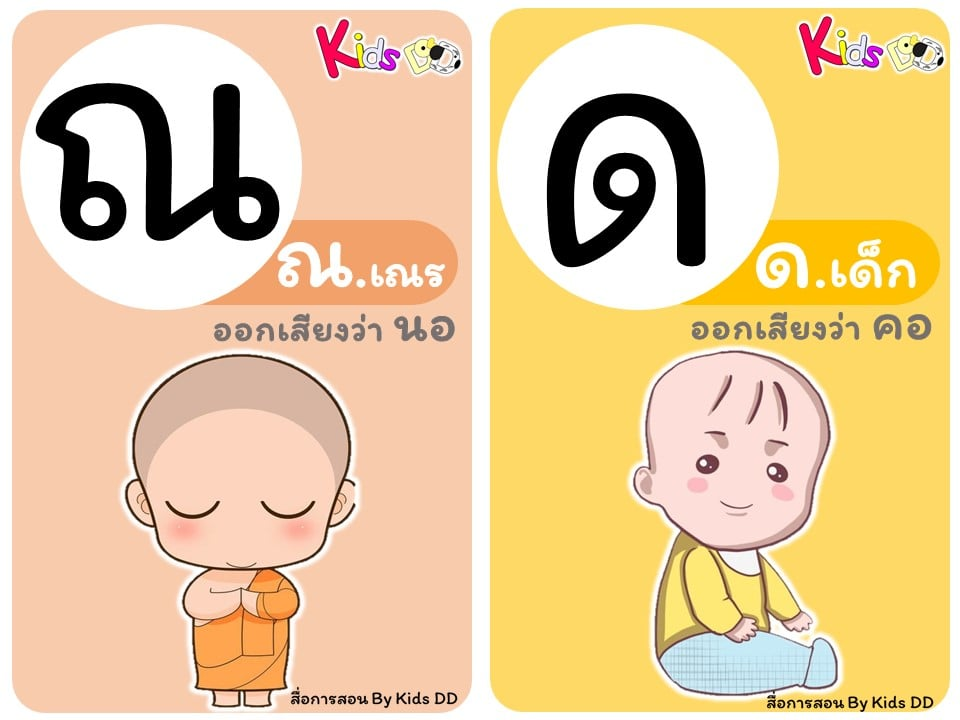 Kids DD
ณ
ณ.เณร
ออกเสียงว่า นอ
สื่อการสอน By Kids DD
Kids DD
ด
ด.เด็ก
ออกเสียงว่า คอ
สื่อการสอน By Kids DD